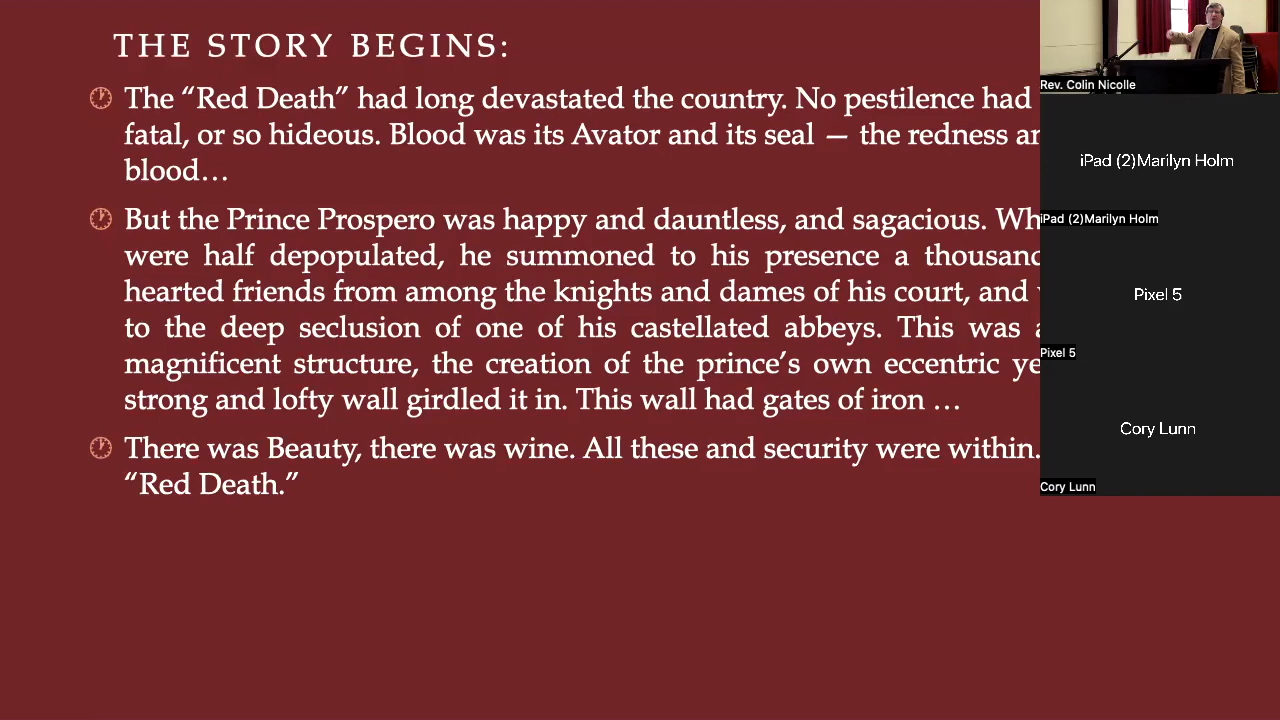 THE STORY BEGINS:
The “Red Death” had long devastated the country. No pestilence had
fatal, or so hideous. Blood was its Avator and its seal — the redness
blood…
But the Prince Prospero was happy and dauntless, and sagacious.
were half depopulated, he summoned to his presence a
hearted friends from among the knights and dames of his court, and
to the deep seclusion of one of his castellated abbeys. This was
magnificent structure, the creation of the prince’s own eccentric
strong and lofty wall girdled it in. This wall had gates of iron …
There was Beauty, there was wine. All these and security were within.
“Red Death.”
Rev. Colin Nicolle
iPad (2)Marilyn Holm
iPad (2)Marilyn Holm
Pixel 5
Pixel 5
Cory Lunn
Cory Lunn